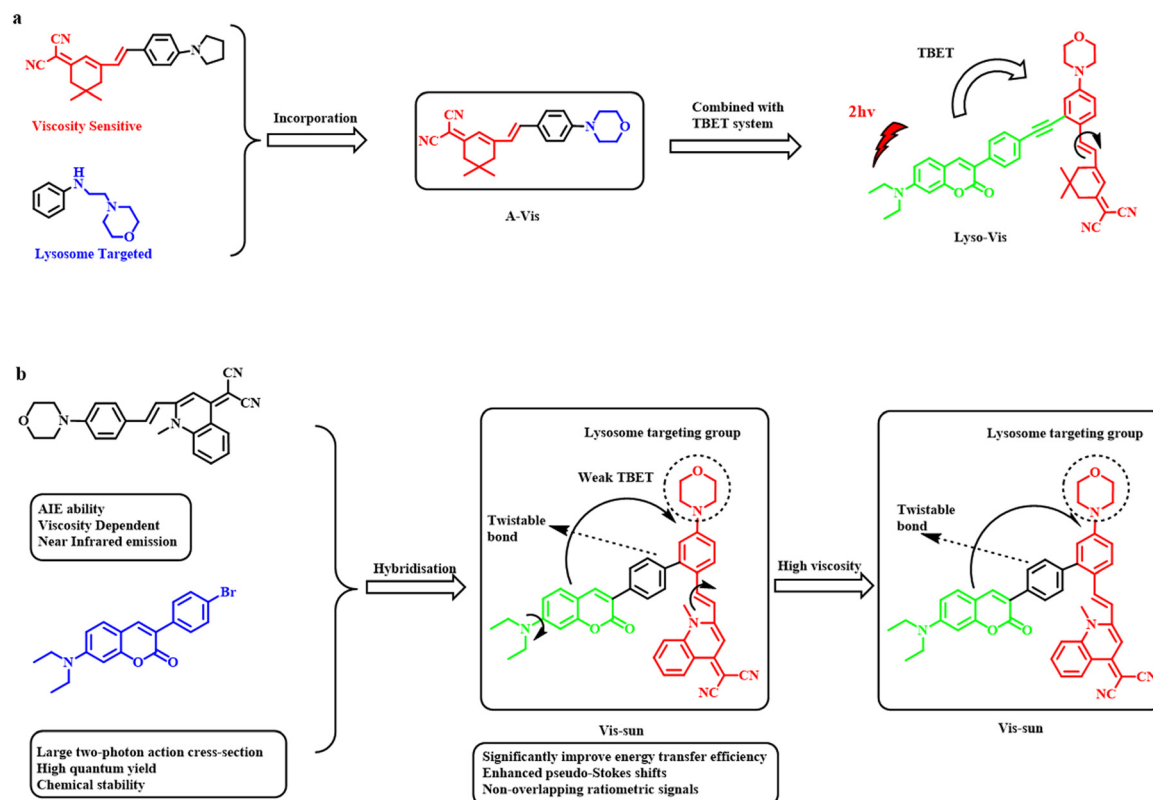 a
CN
NC
N
Viscosity Sensitive
H
N
N
O
Lysosome Targeted
Incorporation
CN
NC
N
O
A-Vis
Combined with
TBET system
TBET
2hv
O
N
N
O
O
CN
NC
Lyso-Vis
b
CN
CN
O
N
N
AIE ability
Viscosity Dependent
Near Infrared emission
Br
N
O
O
Large two-photon action cress-section
High quantum yield
Chemical stability
Hybridisation
Lysosome targeting group
Weak TBET
O
N
Twistable
bond
N
O
O
N
NC
CN
Vis-sun
Significantly improve energy transfer efficiency
Enhanced pseudo-Stokes shifts
Non-overlapping ratiometric signals
High viscosity
Lysosome targeting group
O
N
Twistable
bond
N
O
O
N
NC
CN
Vis-sun